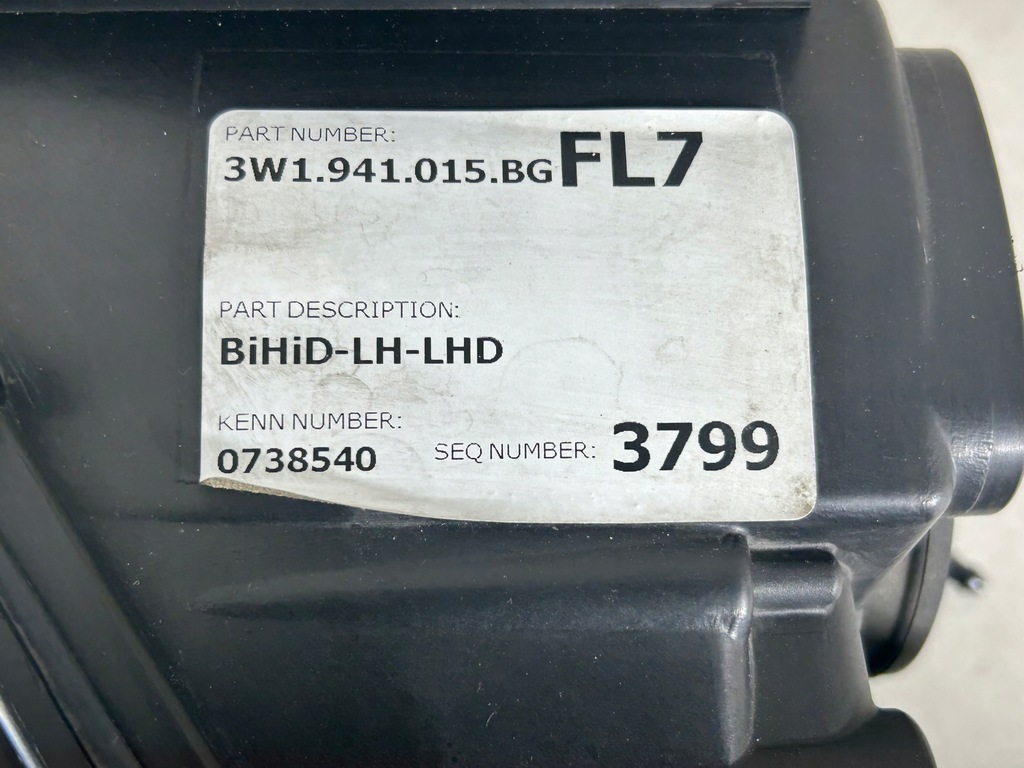 PART NUMBER:
3W1.941.015.BG FL7
PART DESCRIPTION:
BiHiD-LH-LHD
KENN NUMBER:
0738540 SEQ NUMBER: 3799